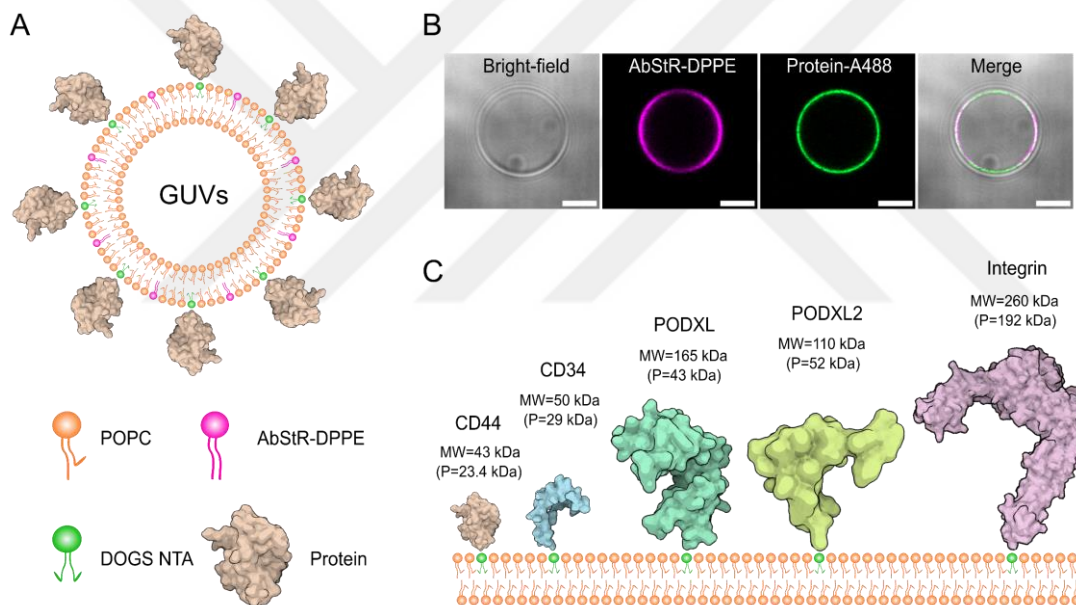 A
GUVs
POPC
AbStR-DPPE
DOGS NTA
Protein
B
Bright-field
AbStR-DPPE
Protein-A488
Merge
C
CD44
MW=43 kDa
(P=23.4 kDa)
CD34
MW=50 kDa
(P=29 kDa)
PODXL
MW=165 kDa
(P=43 kDa)
PODXL2
MW=110 kDa
(P=52 kDa)
Integrin
MW=260 kDa
(P=192 kDa)